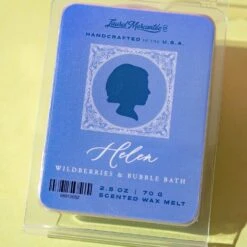 Laurel Mercantile Co.
HANDCRAFTED IN THE U.S.A.
Helen
WILDBERRIES & BUBBLE BATH
2.5 OZ | 70 G
SCENTED WAX MELT